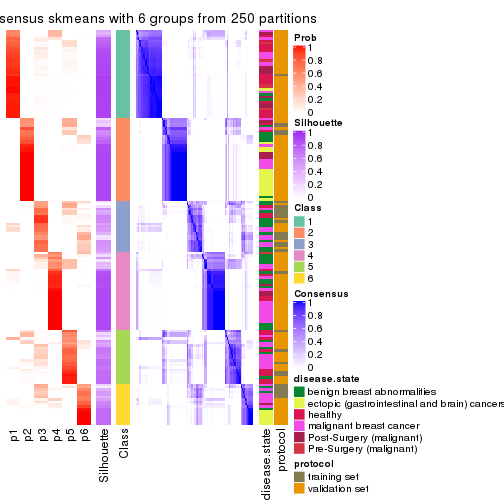 sensus skmeans with 6 groups from 250 partitions
Prob
1
0.8
0.6
0.4
0.2
0
Silhouette
1
0.8
0.6
0.4
0.2
0
Class
1
2
3
4
5
6
Consensus
1
0.8
0.6
0.4
0.2
0
disease.state
benign breast abnormalities
ectopic (gastrointestinal and brain) cancers
healthy
malignant breast cancer
Post-Surgery (malignant)
Pre-Surgery (malignant)
protocol
training set
validation set
p1
p2
p3
p4
p5
p6
Silhouette
Class
disease.state
protocol